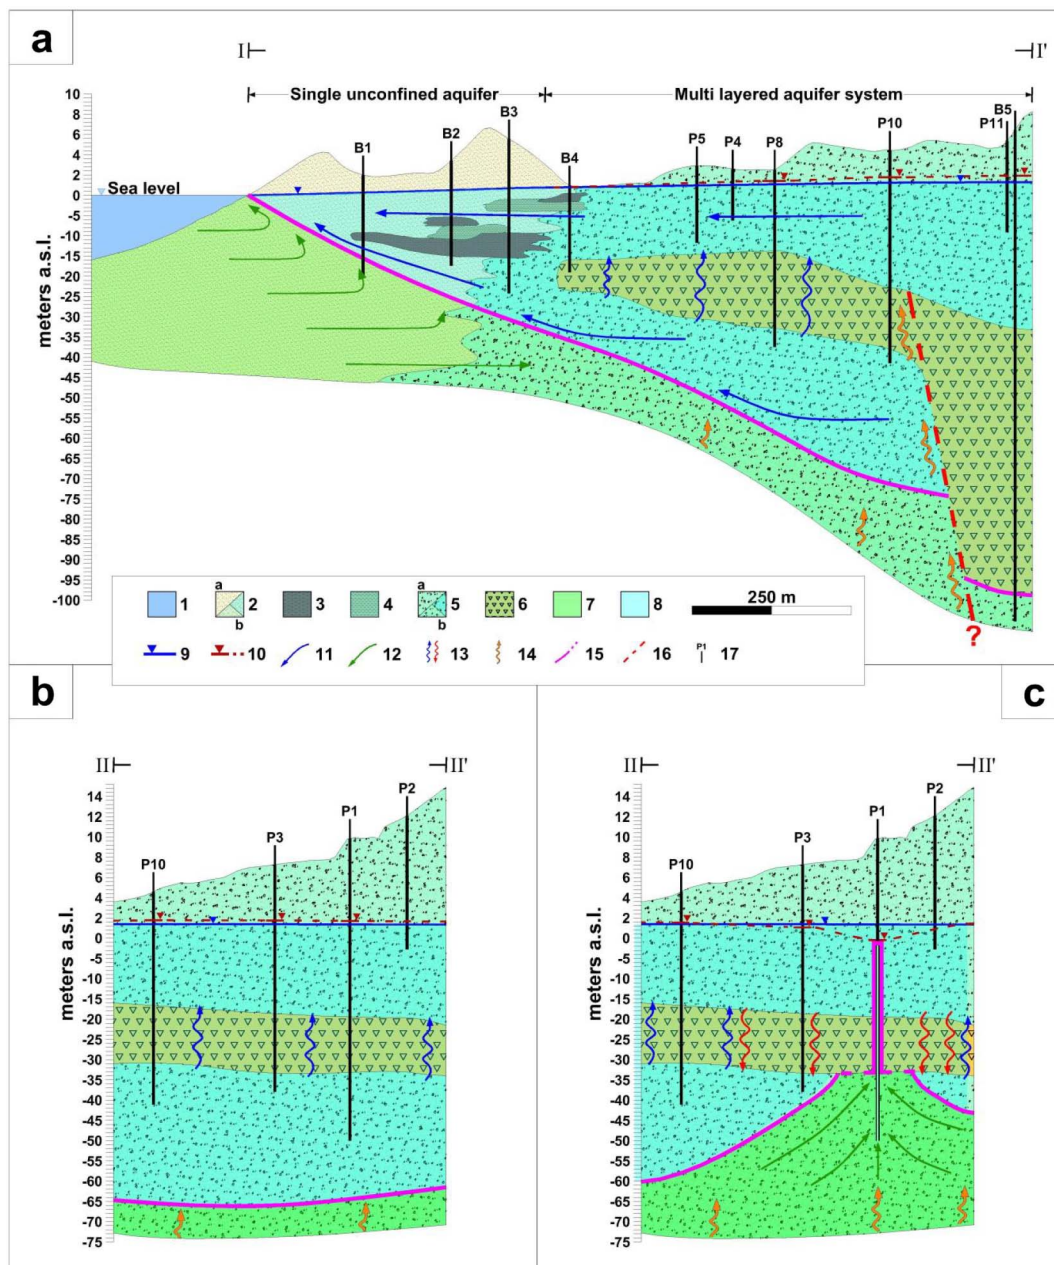 a
I
I'
Single unconfined aquifer
Multi layered aquifer system
B1
B2
B3
B4
P5
P4
P8
P10
P11
B5
Sea level
meters a.s.l.
10
8
6
4
2
0
-5
-10
-15
-20
-25
-30
-35
-40
-45
-50
-55
-60
-65
-70
-75
-80
-85
-90
-95
-100
?
1
a
2
b
3
4
a
5
b
6
7
8
250 m
9
10
11
12
13
14
15
16
P1
17
b
II
II'
P10
P3
P1
P2
meters a.s.l.
14
12
10
8
6
4
2
0
-5
-10
-15
-20
-25
-30
-35
-40
-45
-50
-55
-60
-65
-70
-75
c
II
II'
P10
P3
P1
P2
meters a.s.l.
14
12
10
8
6
4
2
0
-5
-10
-15
-20
-25
-30
-35
-40
-45
-50
-55
-60
-65
-70
-75